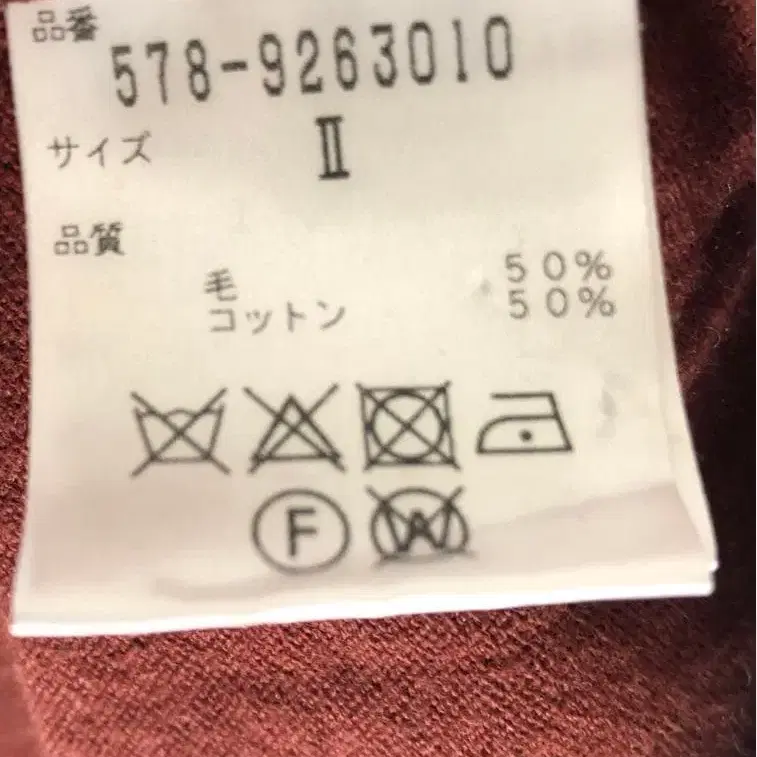 品番
578-9263010
サイズ II
品質
毛 50%
コットン 50%
F W